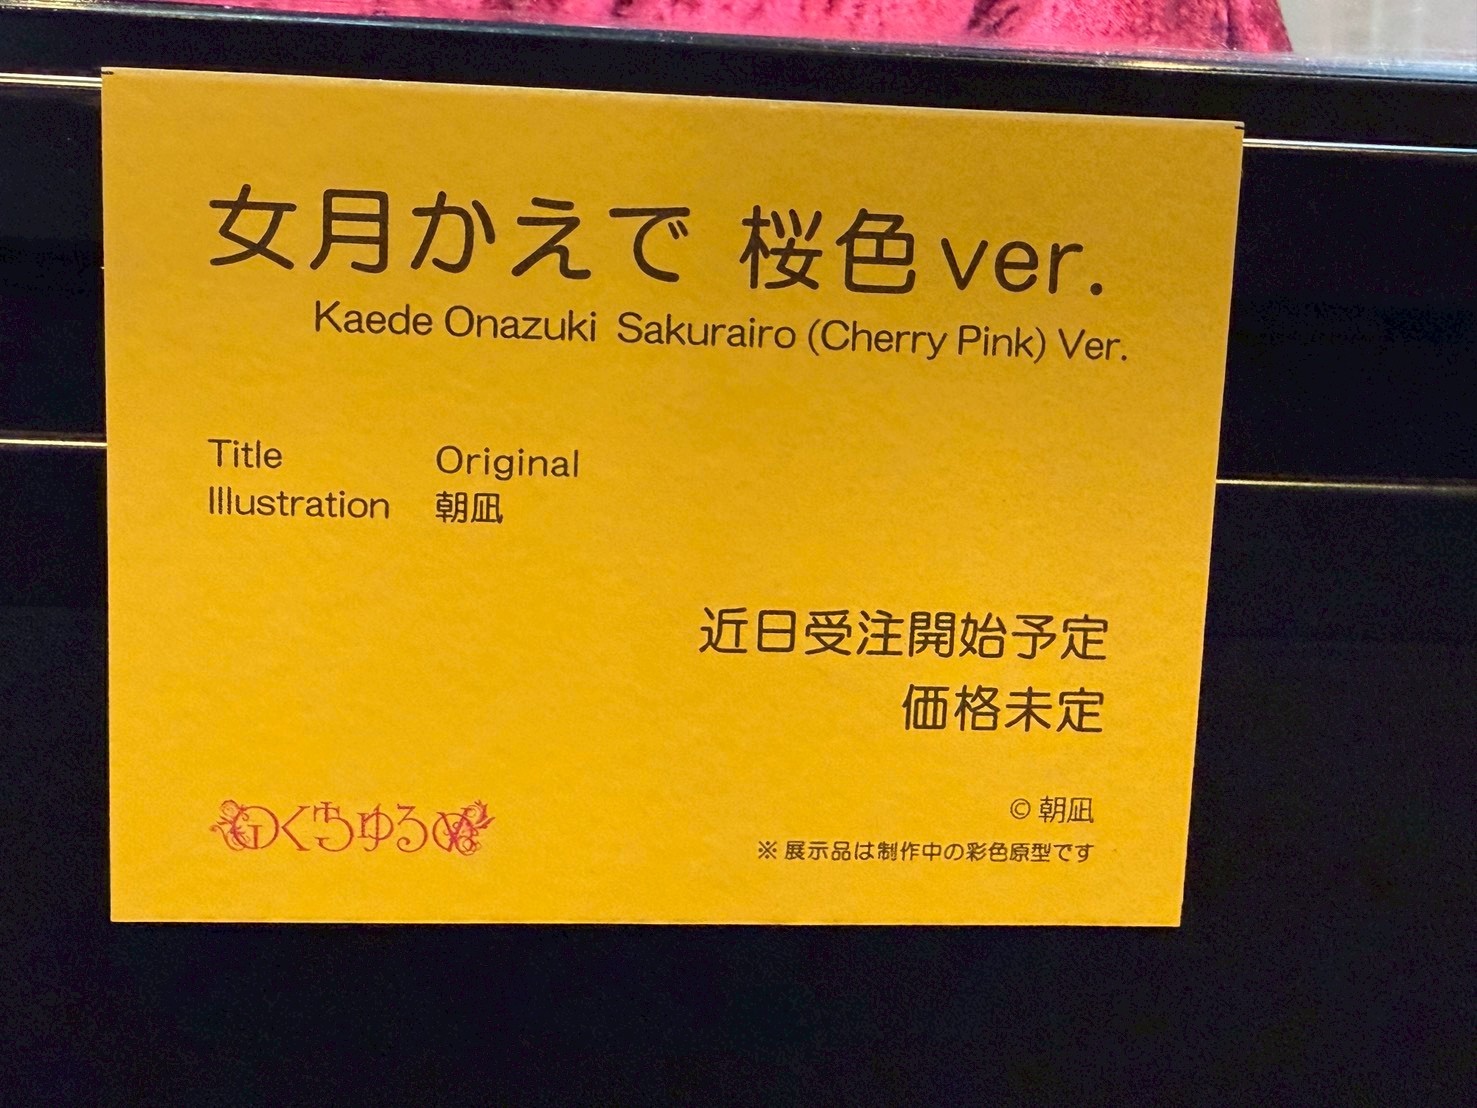 女月かえで 桜色ver.
Kaede Onazuki Sakurairo (Cherry Pink) Ver.
Title Original
Illustration 朝凪
近日受注開始予定
価格未定
© 朝凪
※ 展示品は制作中の彩色原型です